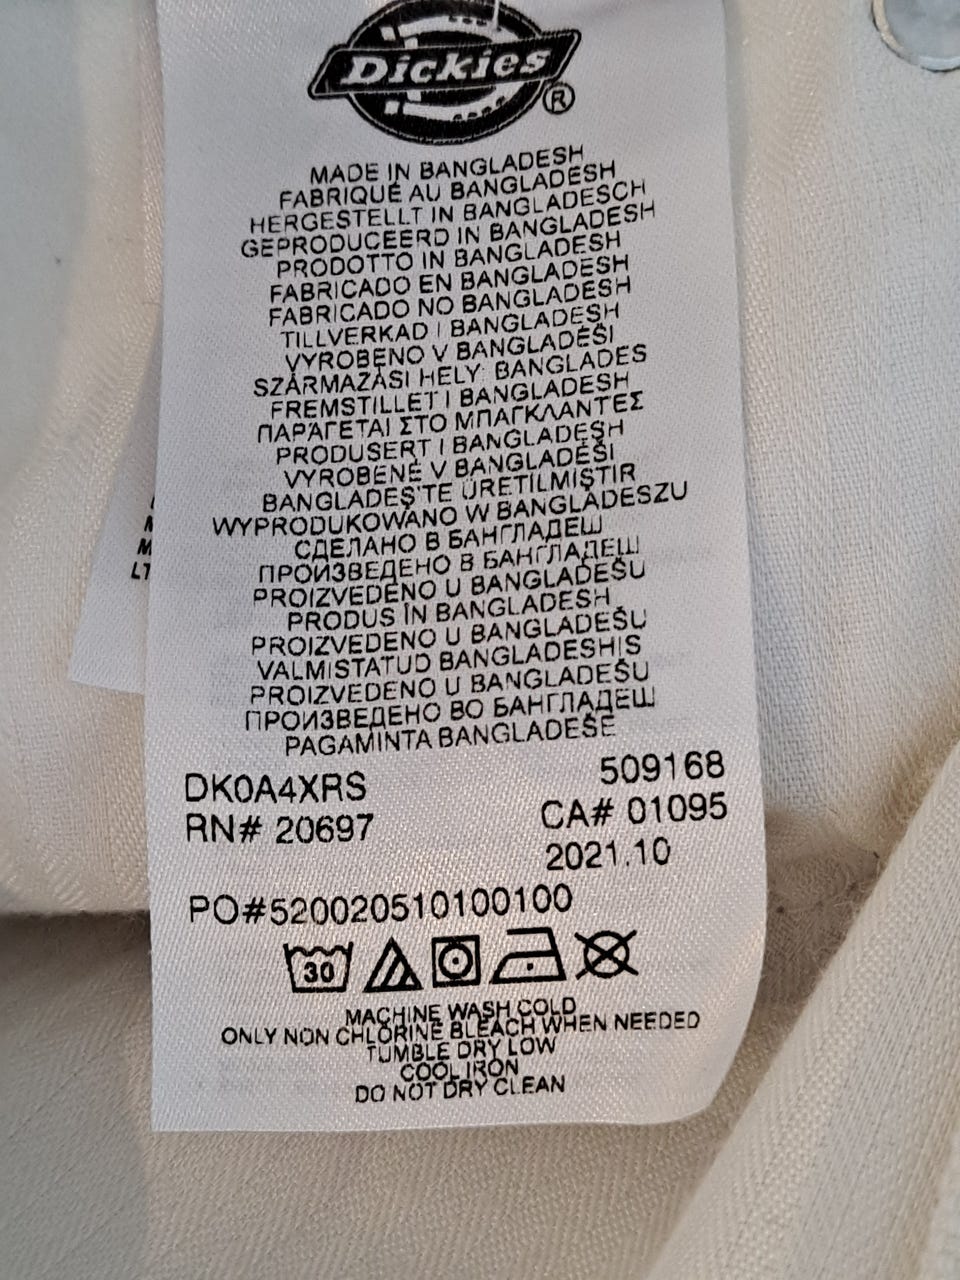 Dickies
®
MADE IN BANGLADESH
FABRIQUÉ AU BANGLADESH
HERGESTELLT IN BANGLADESCH
GEPRODUCEERD IN BANGLADESH
PRODOTTO IN BANGLADESH
FABRICADO EN BANGLADESH
FABRICADO NO BANGLADESH
TILLVERKAD I BANGLADESH
VYROBENO V BANGLADÉŠI
SZÁRMAZÁSI HELY: BANGLADES
FREMSTILLET I BANGLADESH
ΠΑΡΑΓΕΤΑΙ ΣΤΟ ΜΠΑΓΚΛΑΝΤΕΣ
PRODUSERT I BANGLADESH
VYROBENÉ V BANGLADÉŠI
BANGLADEŞ'TE ÜRETİLMİŞTİR
WYPRODUKOWANO W BANGLADESZU
СДЕЛАНО В БАНГЛАДЕШ
ПРОИЗВЕДЕНО В БАНГЛАДЕШ
PROIZVEDENO U BANGLADEŠU
PRODUS ÎN BANGLADESH
PROIZVEDENO U BANGLADEŠU
VALMISTATUD BANGLADESHIS
PROIZVEDENO U BANGLADEŠU
ПРОИЗВЕДЕНО ВО БАНГЛАДЕШ
PAGAMINTA BANGLADEŠE
DK0A4XRS 509168
RN# 20697 CA# 01095
2021.10
PO#520020510100100
30
MACHINE WASH COLD
ONLY NON CHLORINE BLEACH WHEN NEEDED
TUMBLE DRY LOW
COOL IRON
DO NOT DRY CLEAN